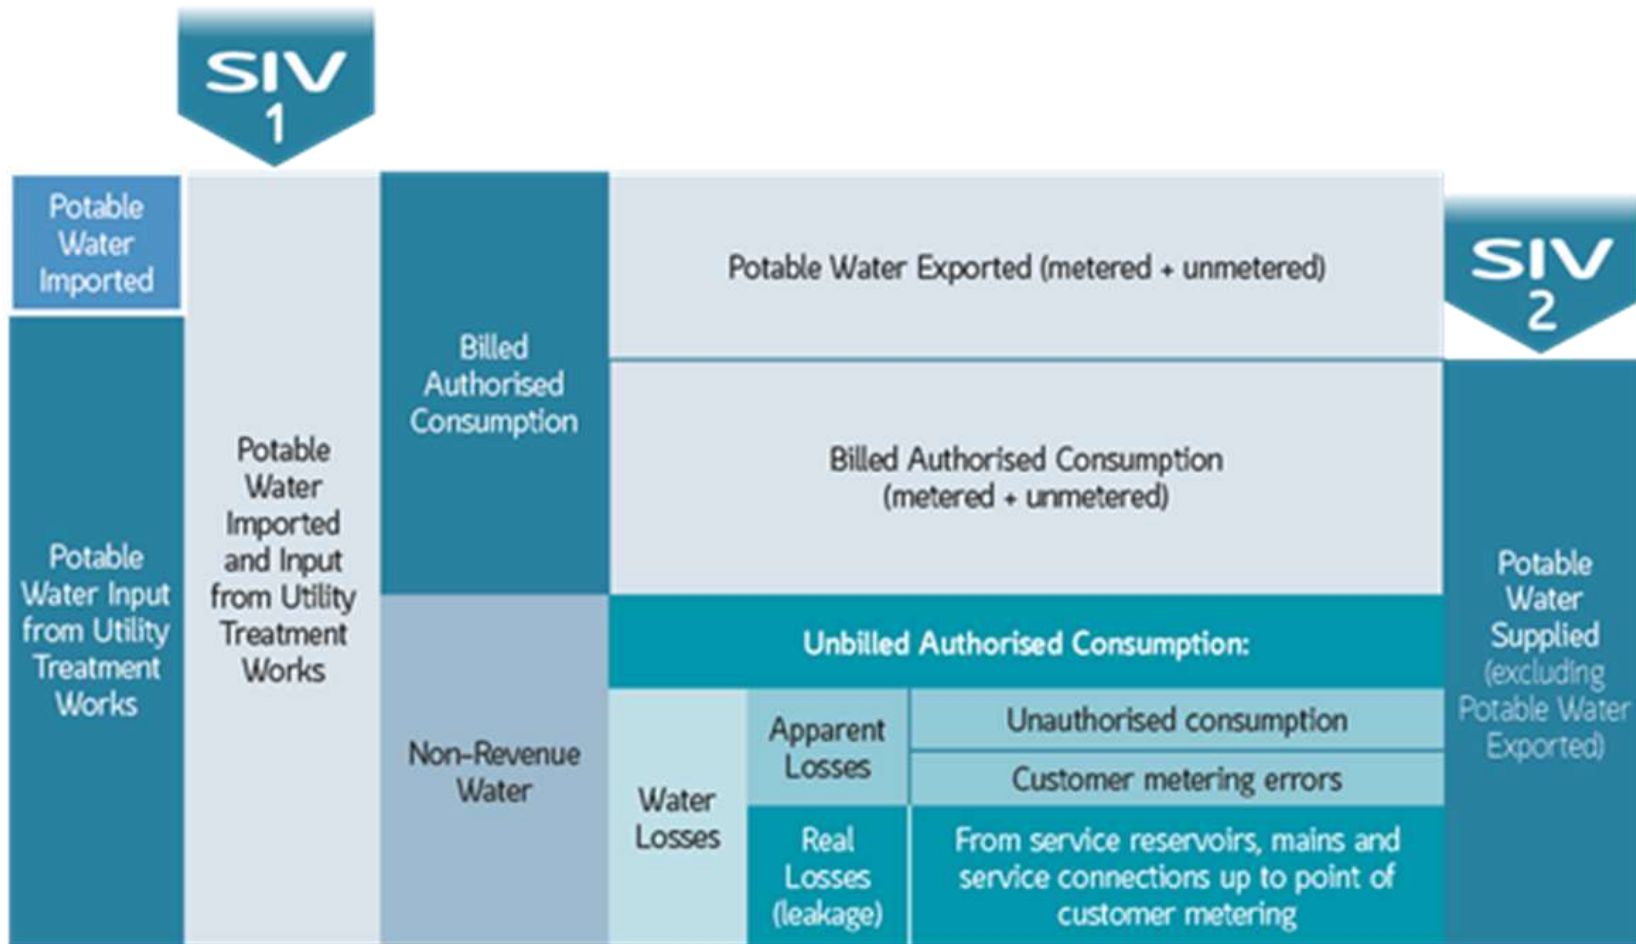 SIV
1
Potable
Water
Imported
Potable
Water Input
from Utility
Treatment
Works
Potable
Water
Imported
and Input
from Utility
Treatment
Works
Billed
Authorised
Consumption
Non-Revenue
Water
Potable Water Exported (metered + unmetered)
Billed Authorised Consumption
(metered + unmetered)
Unbilled Authorised Consumption:
Water
Losses
Apparent
Losses
Unauthorised consumption
Customer metering errors
Real
Losses
(leakage)
From service reservoirs, mains and
service connections up to point of
customer metering
SIV
2
Potable
Water
Supplied
(excluding
Potable Water
Exported)